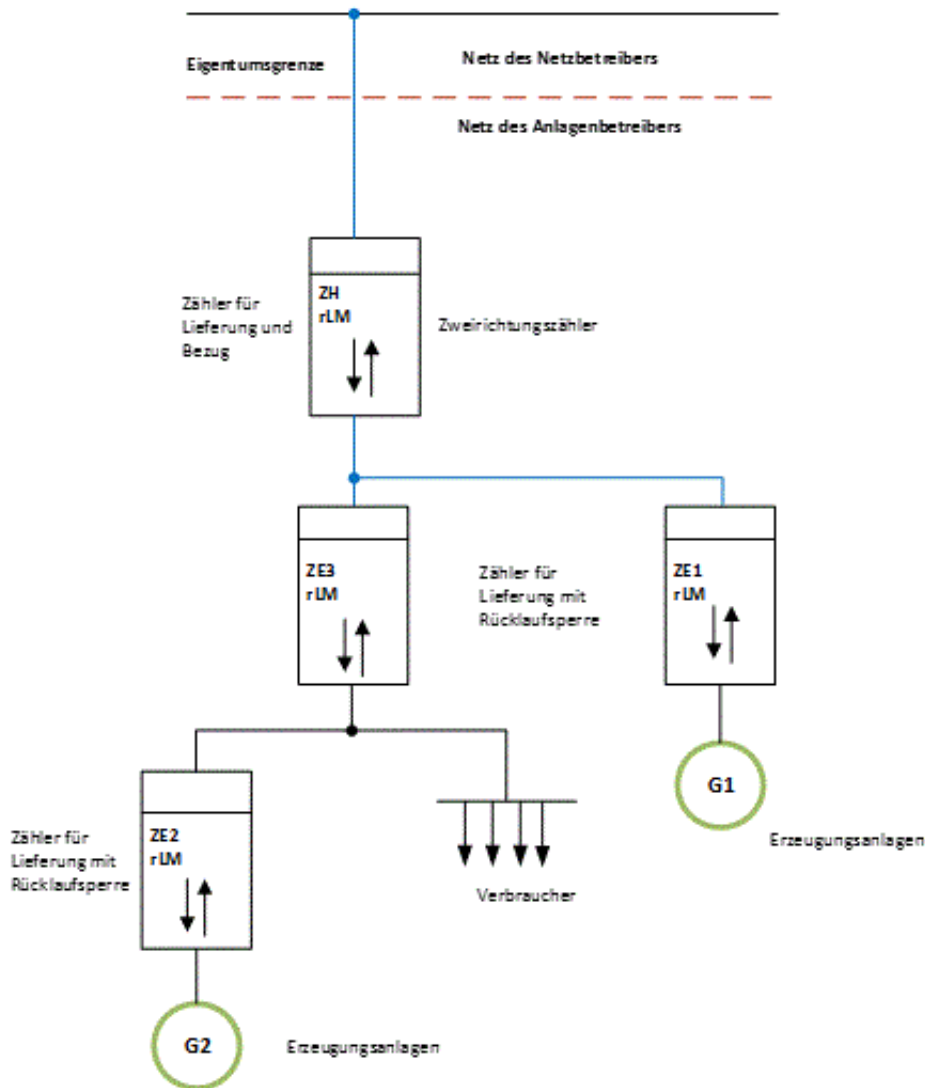 Eigentumsgrenze
Netz des Netzbetreibers
Netz des Anlagenbetreibers
Zähler für
Lieferung und
Bezug
ZH
rLM
Zweirichtungszähler
ZE3
rLM
Zähler für
Lieferung mit
Rücklaufsperre
ZE1
rLM
G1
Erzeugungsanlagen
Zähler für
Lieferung mit
Rücklaufsperre
ZE2
rLM
Verbraucher
G2
Erzeugungsanlagen